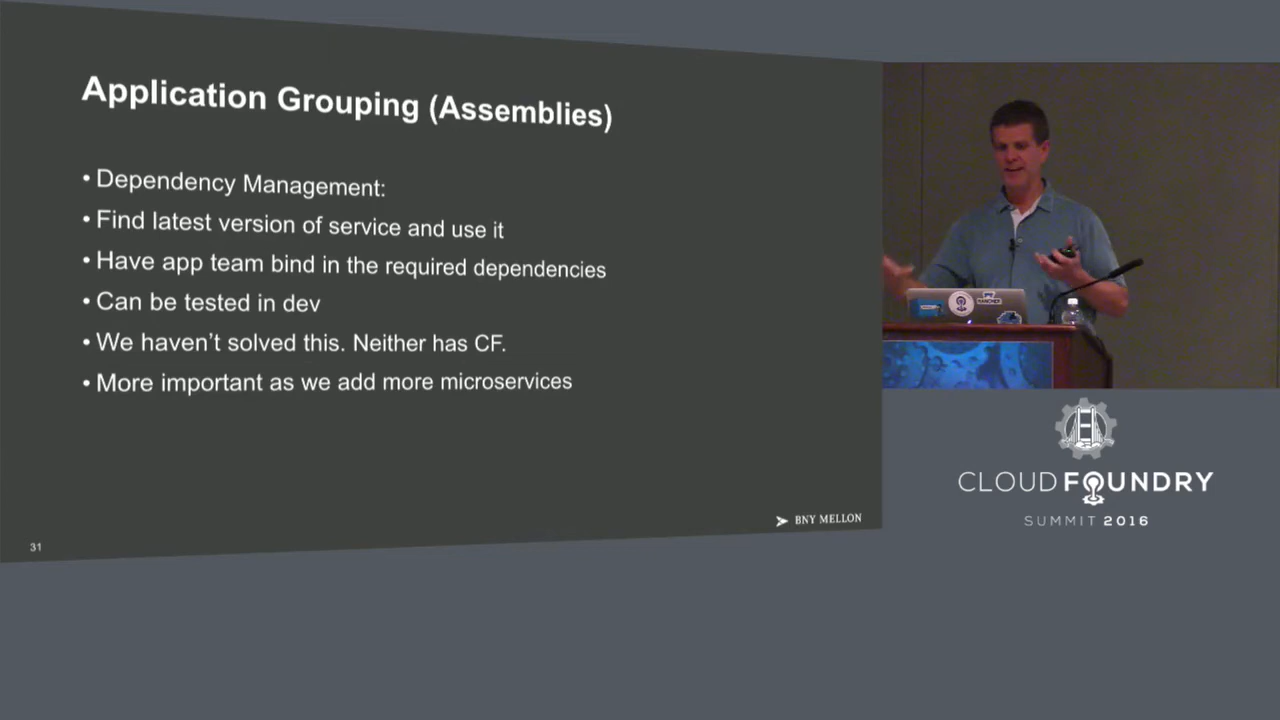 Application Grouping (Assemblies)
• Dependency Management:
• Find latest version of service and use it
• Have app team bind in the required dependencies
• Can be tested in dev
• We haven't solved this. Neither has CF.
• More important as we add more microservices
BNY MELLON
31
CLOUD FOUNDRY
SUMMIT 2016